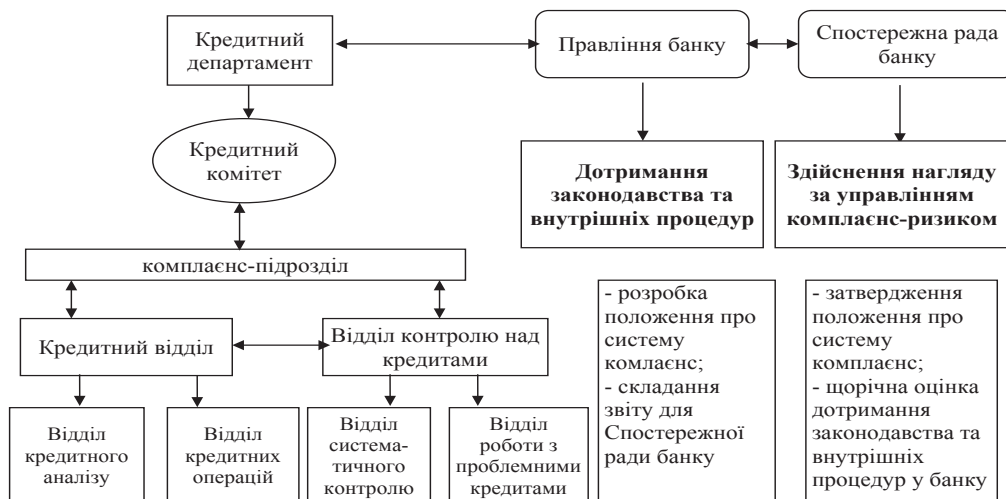 Кредитний
департамент
Правління банку
Спостережна рада
банку
Кредитний
комітет
Дотримання
законодавства та
внутрішніх процедур
Здійснення нагляду
за управлінням
комплаєнс-ризиком
комплаєнс-підрозділ
Кредитний відділ
Відділ контролю над
кредитами
Відділ
кредитного
аналізу
Відділ
кредитних
операцій
Відділ
система-
тичного
контролю
Відділ
роботи з
проблемними
кредитами
- розробка
положення про
систему комлаєнс;
- складання
звіту для
Спостережної
ради банку
- затвердження
положення про
систему
комплаєнс;
- щорічна оцінка
дотримання
законодавства та
внутрішніх
процедур у банку